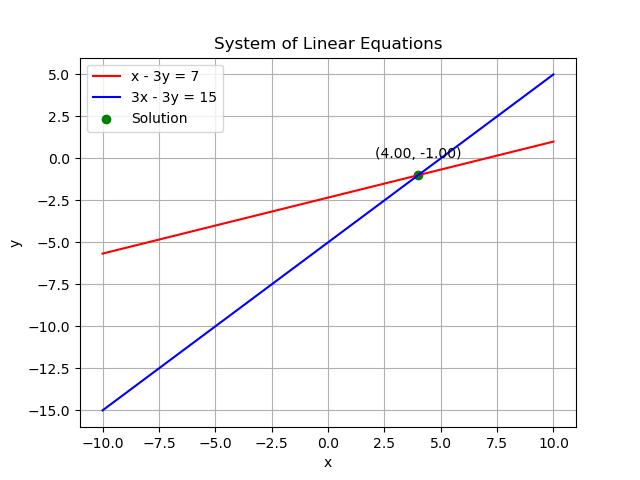 System of Linear Equations
x - 3y = 7
3x - 3y = 15
Solution
(4.00, -1.00)
5.0
2.5
0.0
−2.5
−5.0
−7.5
−10.0
−12.5
−15.0
y
−10.0 −7.5 −5.0 −2.5 0.0 2.5 5.0 7.5 10.0
x